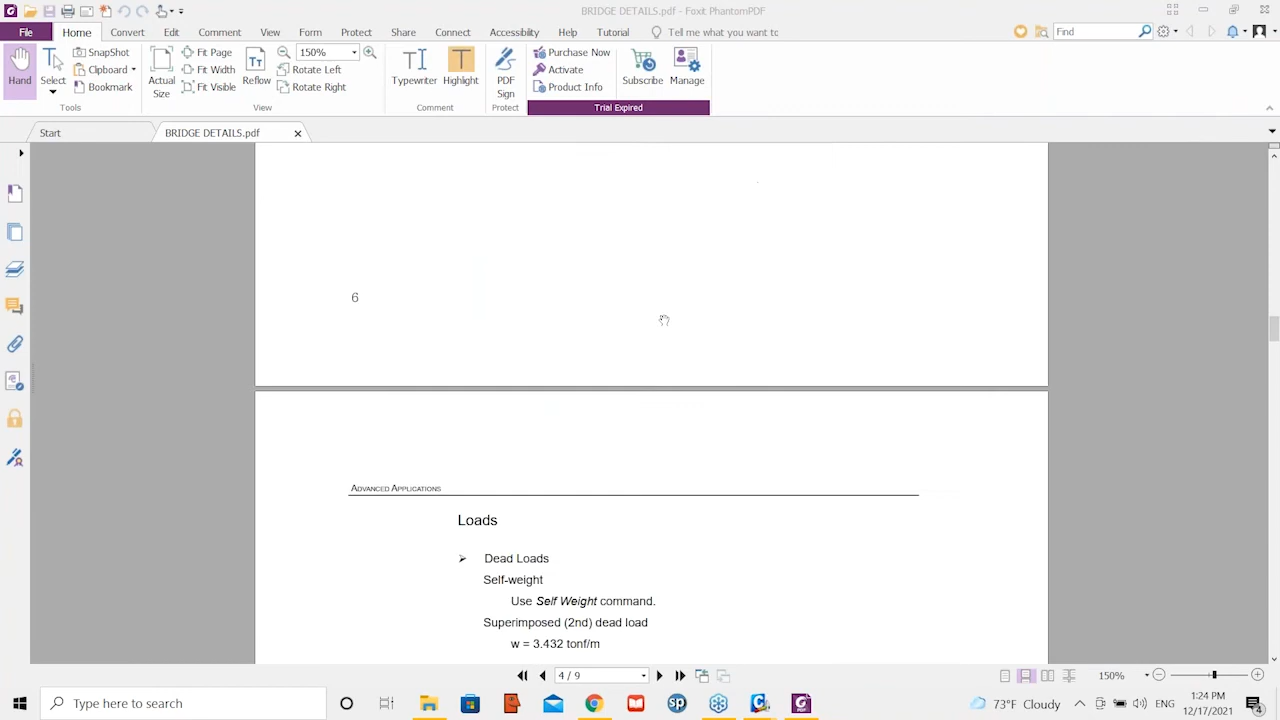 BRIDGE DETAILS.pdf - Foxit PhantomPDF
File Home Convert Edit Comment View Form Protect Share Connect Accessibility Help Tutorial Tell me what you want to Find
Hand
Select
SnapShot
Clipboard
Bookmark
Tools
Actual Size
Fit Page
Fit Width
Fit Visible
Reflow
150%
Rotate Left
Rotate Right
View
Typewriter
Highlight
Comment
PDF Sign
Protect
Purchase Now
Activate
Product Info
Subscribe
Manage
Trial Expired
Start
BRIDGE DETAILS.pdf
6
ADVANCED APPLICATIONS
Loads
➢ Dead Loads
Self-weight
Use Self Weight command.
Superimposed (2nd) dead load
w = 3.432 tonf/m
4 / 9
150%
Type here to search
sp
73°F Cloudy
ENG
1:24 PM
12/17/2021
4